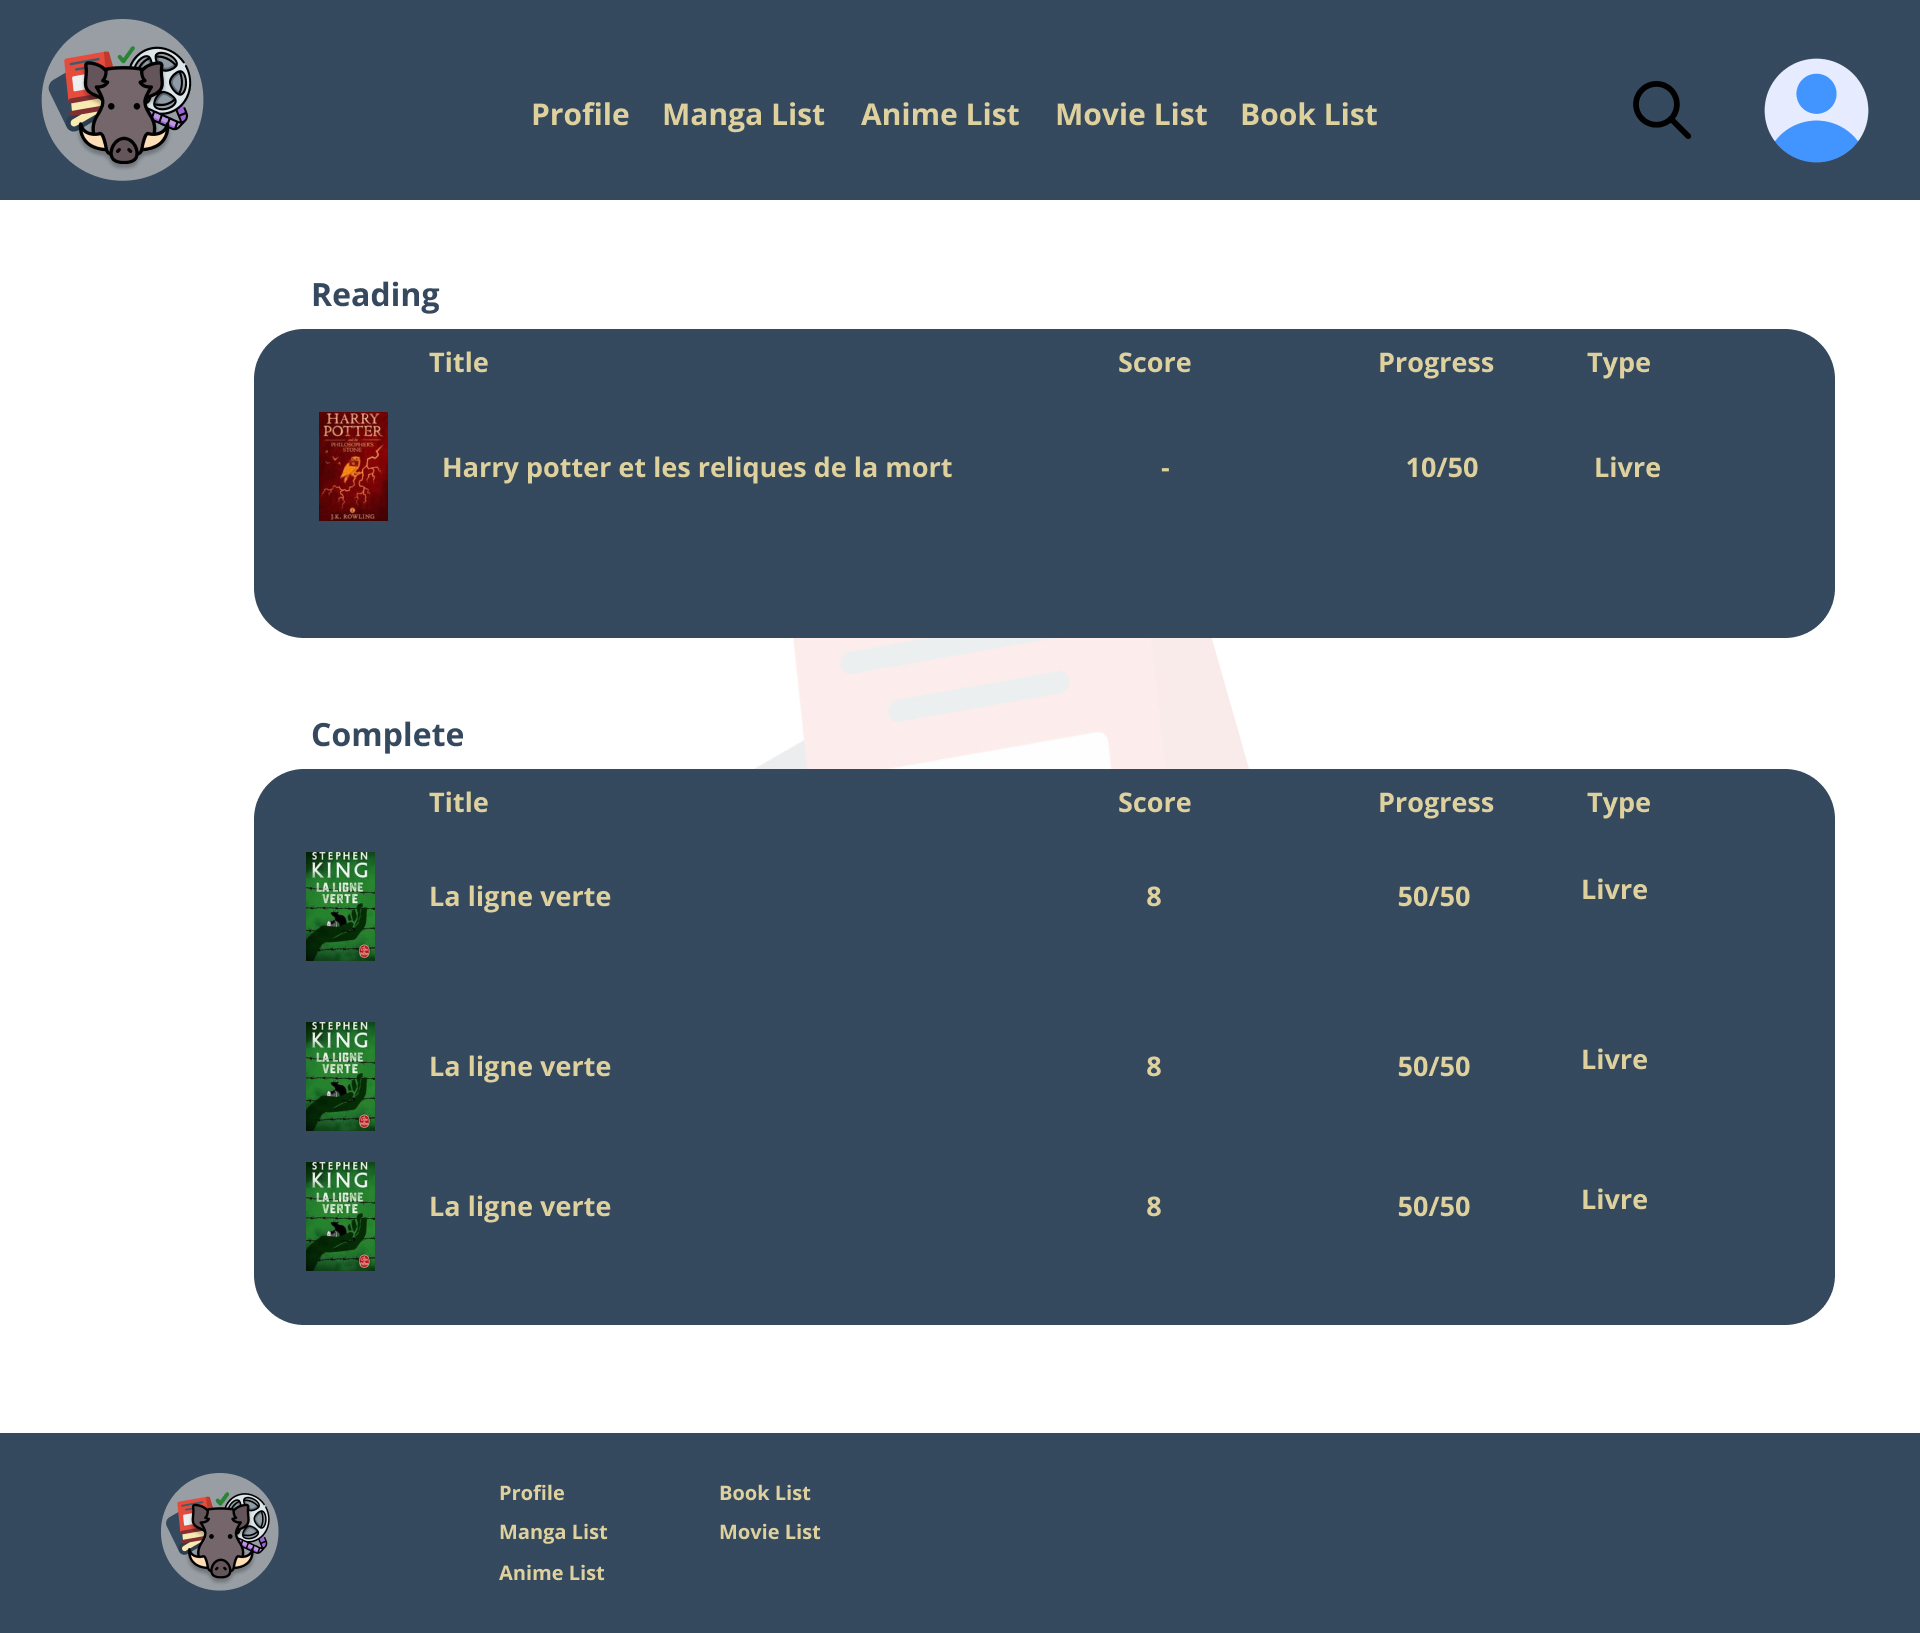 Profile Manga List Anime List Movie List Book List
Reading
Title Score Progress Type
HARRY
POTTER
AND THE
PHILOSOPHER'S
STONE
J.K. ROWLING
Harry potter et les reliques de la mort - 10/50 Livre
Complete
Title Score Progress Type
STEPHEN
KING
LA LIGNE
VERTE
La ligne verte 8 50/50 Livre
STEPHEN
KING
LA LIGNE
VERTE
La ligne verte 8 50/50 Livre
STEPHEN
KING
LA LIGNE
VERTE
La ligne verte 8 50/50 Livre
Profile Book List
Manga List Movie List
Anime List